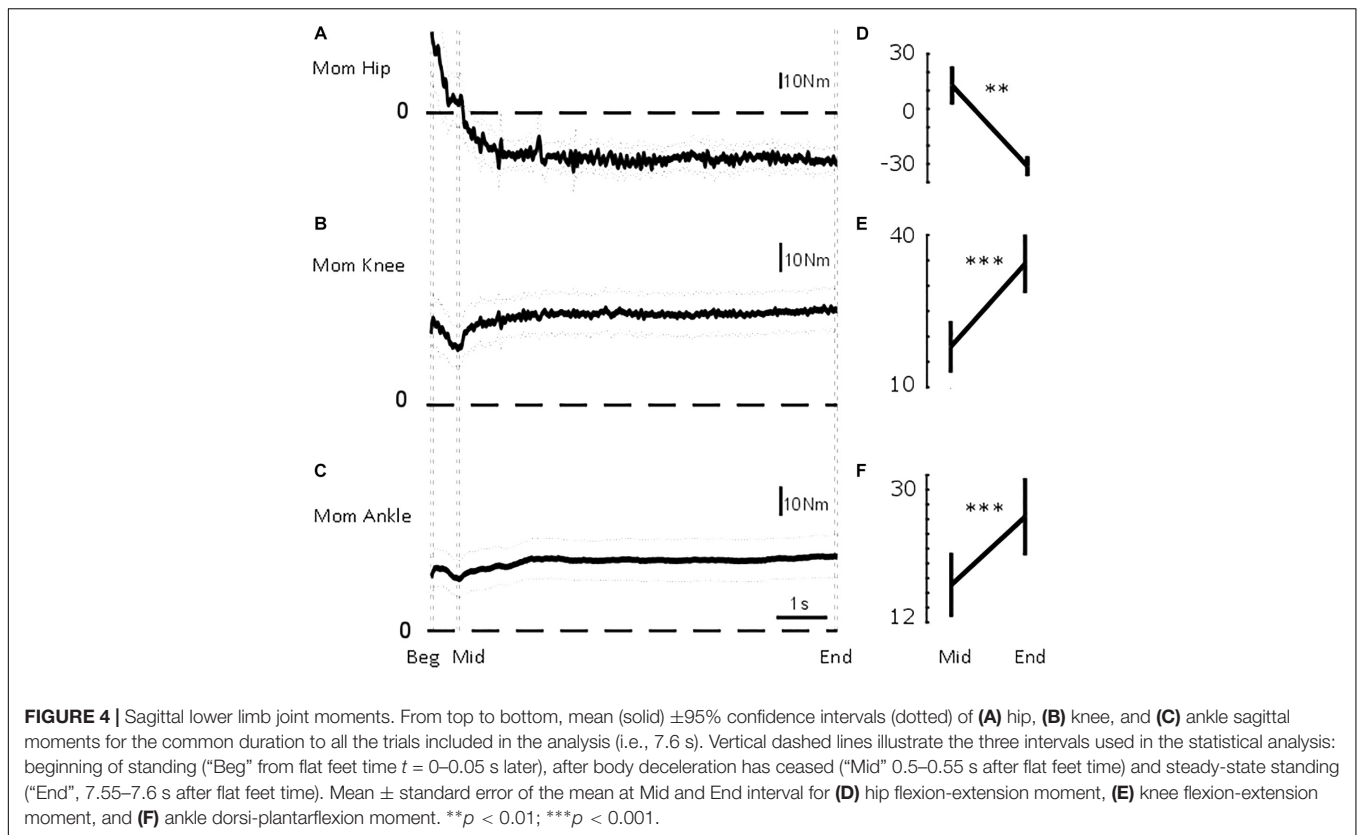 A
Mom Hip
10Nm
0
D
30
0
-30
**
B
Mom Knee
10Nm
0
E
40
10
***
C
Mom Ankle
10Nm
1s
0
Beg Mid End
F
30
12
***
Mid End
FIGURE 4 | Sagittal lower limb joint moments. From top to bottom, mean (solid) ±95% confidence intervals (dotted) of (A) hip, (B) knee, and (C) ankle sagittal
moments for the common duration to all the trials included in the analysis (i.e., 7.6 s). Vertical dashed lines illustrate the three intervals used in the statistical analysis:
beginning of standing (“Beg” from flat feet time t = 0–0.05 s later), after body deceleration has ceased (“Mid” 0.5–0.55 s after flat feet time) and steady-state standing
(“End”, 7.55–7.6 s after flat feet time). Mean ± standard error of the mean at Mid and End interval for (D) hip flexion-extension moment, (E) knee flexion-extension
moment, and (F) ankle dorsi-plantarflexion moment. **p < 0.01; ***p < 0.001.